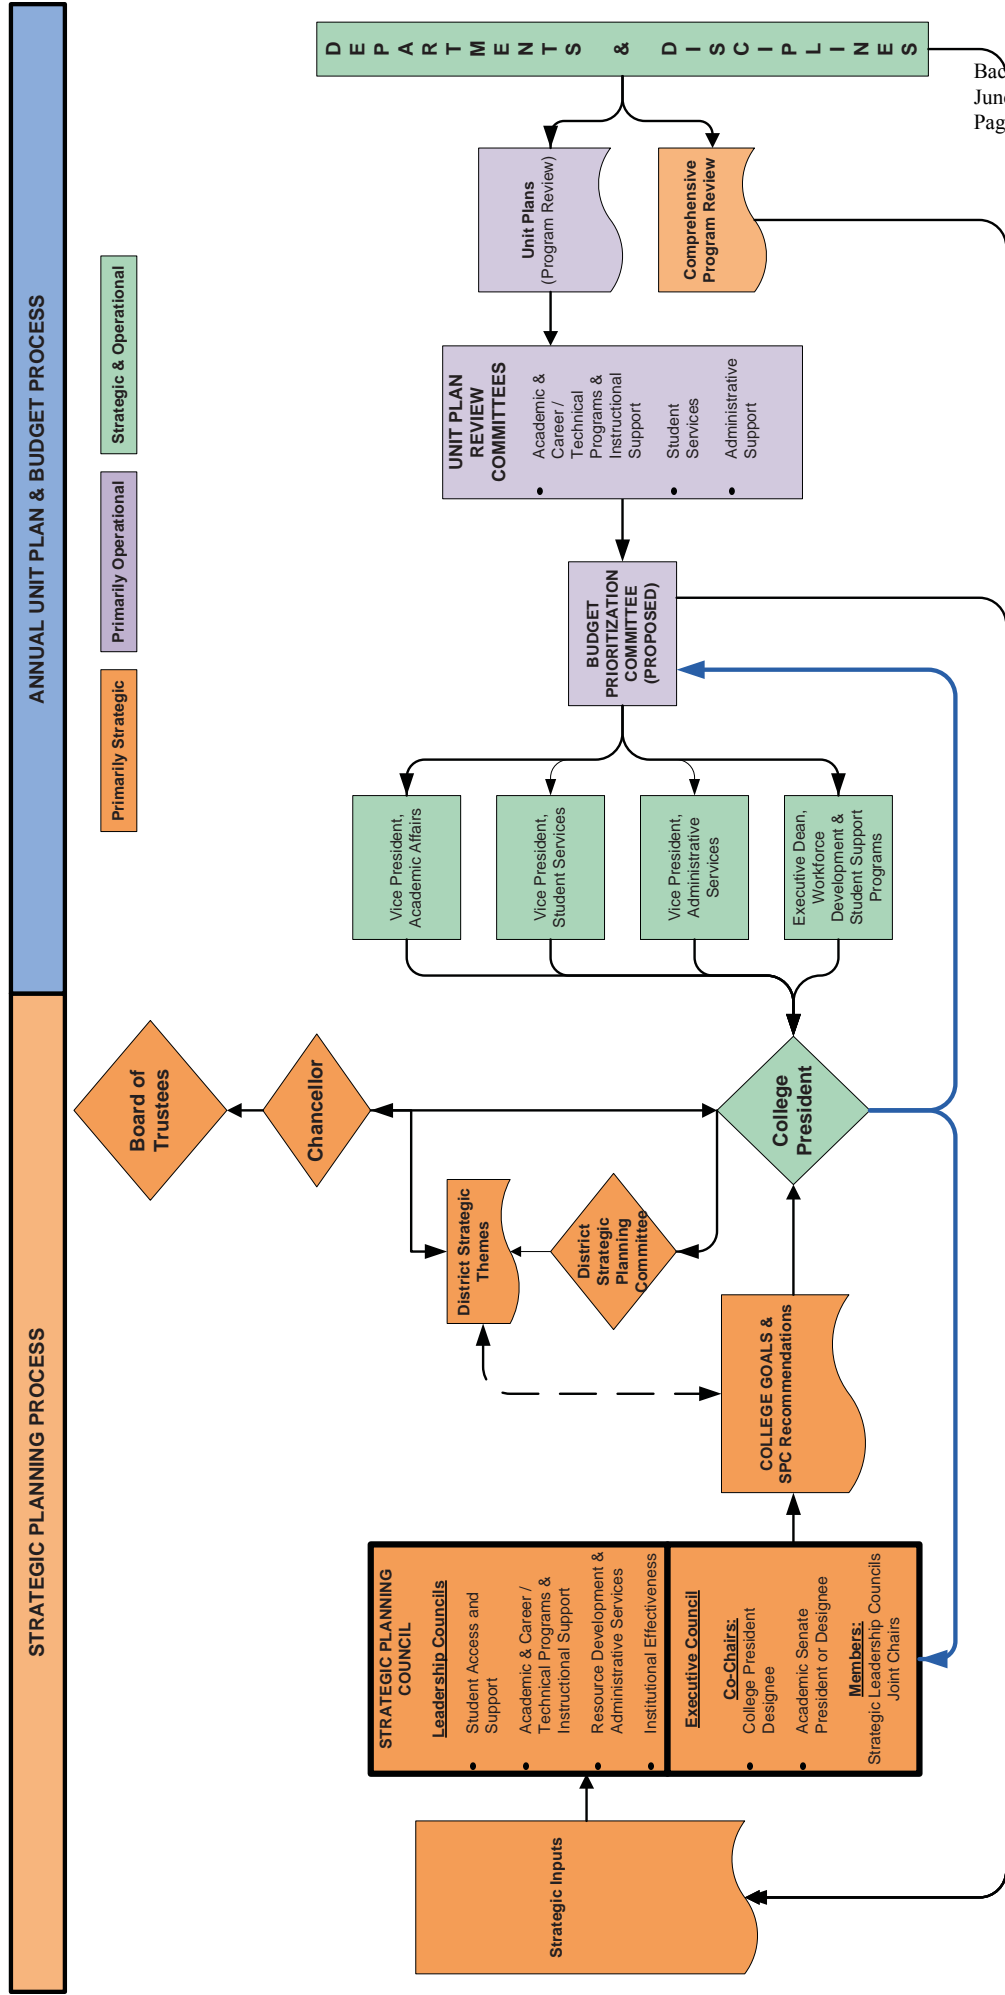 STRATEGIC PLANNING PROCESS
ANNUAL UNIT PLAN & BUDGET PROCESS
Primarily Strategic
Primarily Operational
Strategic & Operational
Board of
Trustees
Chancellor
District Strategic
Themes
District
Strategic
Planning
Committee
Strategic Inputs
STRATEGIC PLANNING
COUNCIL
Leadership Councils
• Student Access and
Support
• Academic & Career /
Technical Programs &
Instructional Support
• Resource Development &
Administrative Services
• Institutional Effectiveness
Executive Council
Co-Chairs:
• College President
Designee
• Academic Senate
President or Designee
Members:
Strategic Leadership Councils
Joint Chairs
COLLEGE GOALS &
SPC Recommendations
College
President
Vice President,
Academic Affairs
Vice President,
Student Services
Vice President,
Administrative
Services
Executive Dean,
Workforce
Development &
Student Support
Programs
BUDGET
PRIORITIZATION
COMMITTEE
(PROPOSED)
UNIT PLAN
REVIEW
COMMITTEES
• Academic &
Career /
Technical
Programs &
Instructional
Support
• Student
Services
• Administrative
Support
Unit Plans
(Program Review)
Comprehensive
Program Review
DEPARTMENTS & DISCIPLINES